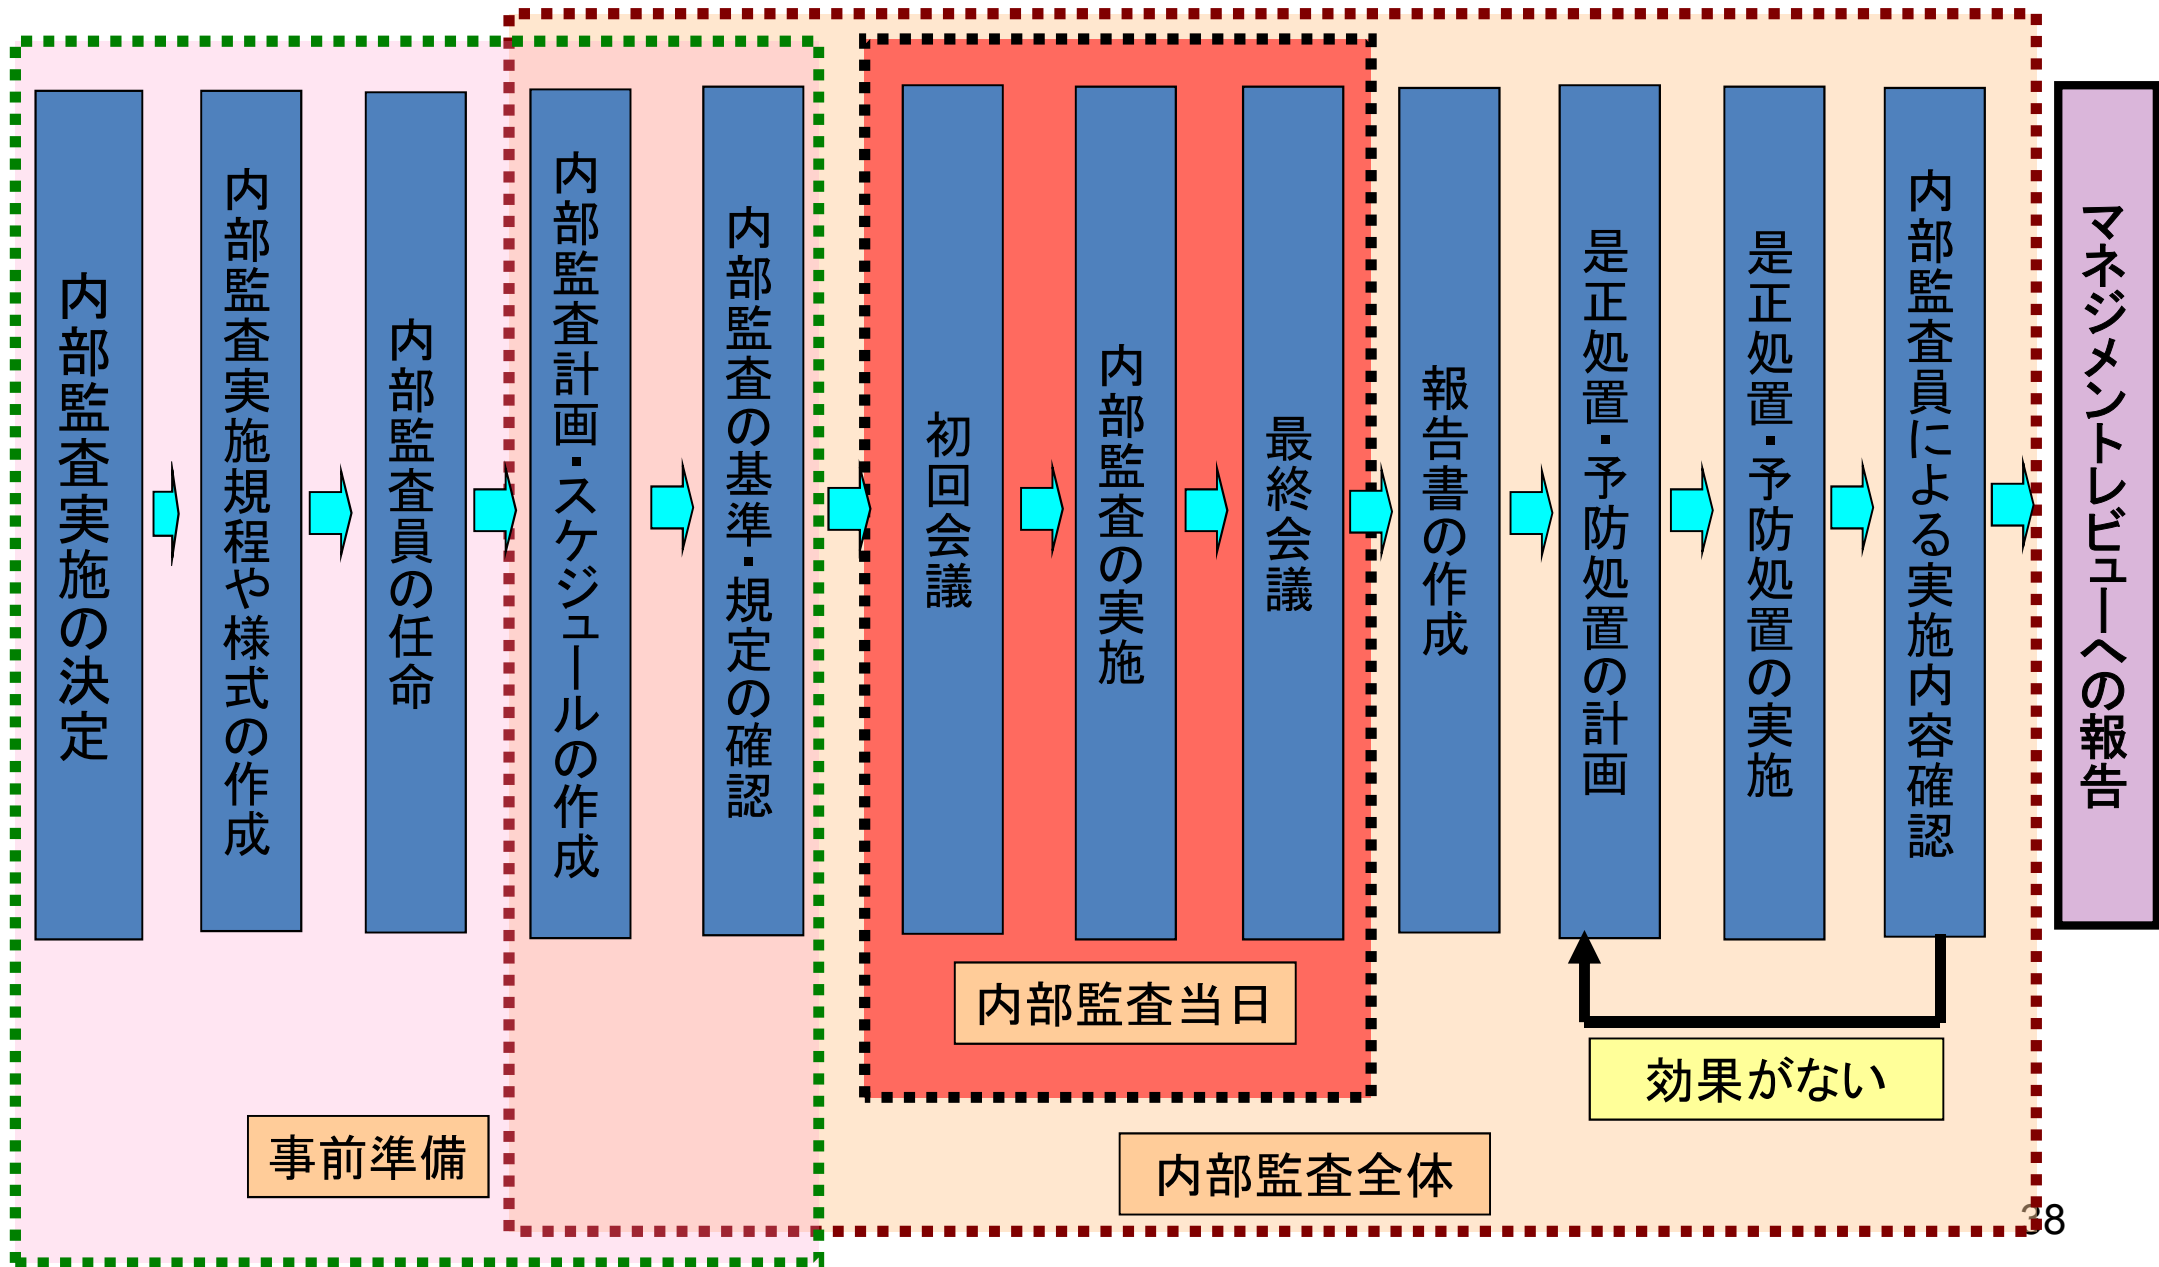 内部監査実施の決定
内部監査実施規程や様式の作成
内部監査員の任命
内部監査計画・スケジュールの作成
内部監査の基準・規定の確認
初回会議
内部監査の実施
最終会議
報告書の作成
是正処置・予防処置の計画
是正処置・予防処置の実施
内部監査員による実施内容確認
マネジメントレビューへの報告
内部監査当日
効果がない
事前準備
内部監査全体
38